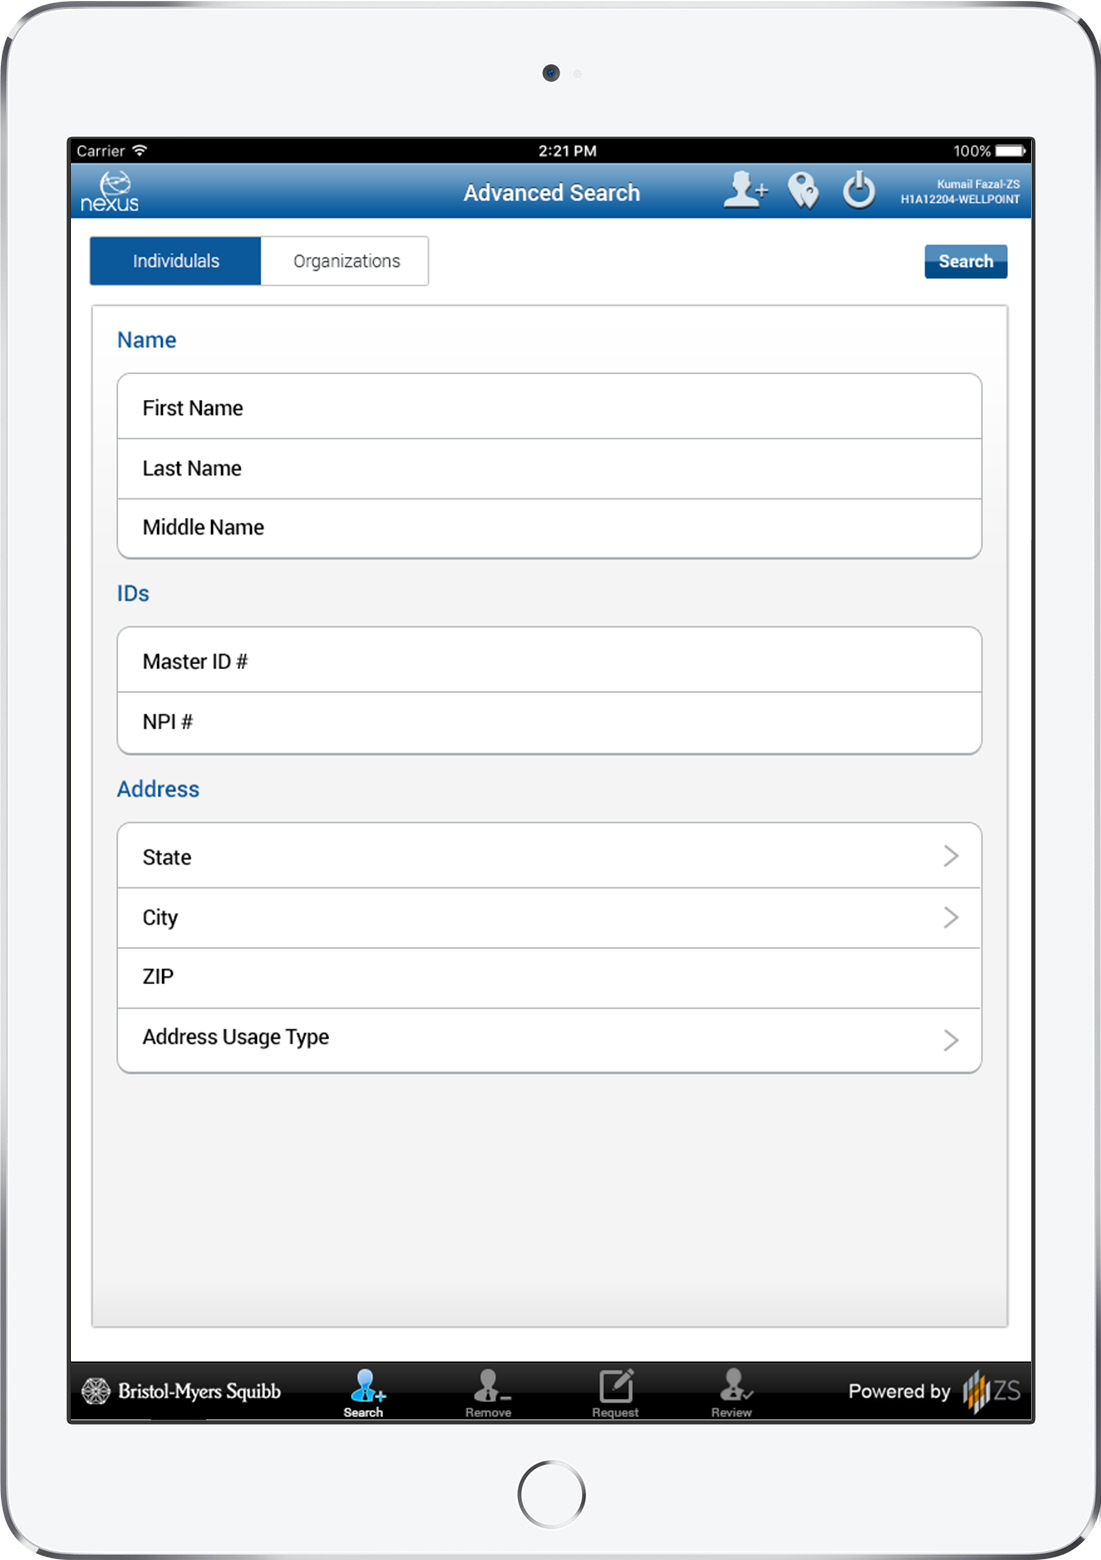 Carrier 2:21 PM 100%
nexus Advanced Search Kumail Fazal-ZS
H1A12204-WELLPOINT
Individulals Organizations Search
Name
First Name
Last Name
Middle Name
IDs
Master ID #
NPI #
Address
State
City
ZIP
Address Usage Type
Bristol-Myers Squibb Search Remove Request Review Powered by ZS